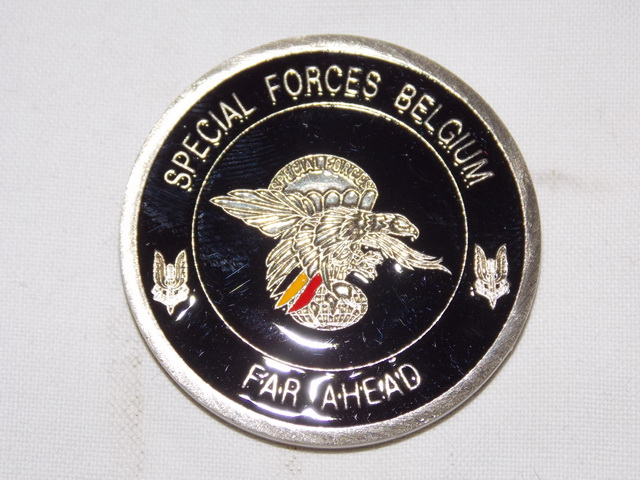 SPECIAL FORCES BELGIUM
SPECIAL FORCES
FAR AHEAD